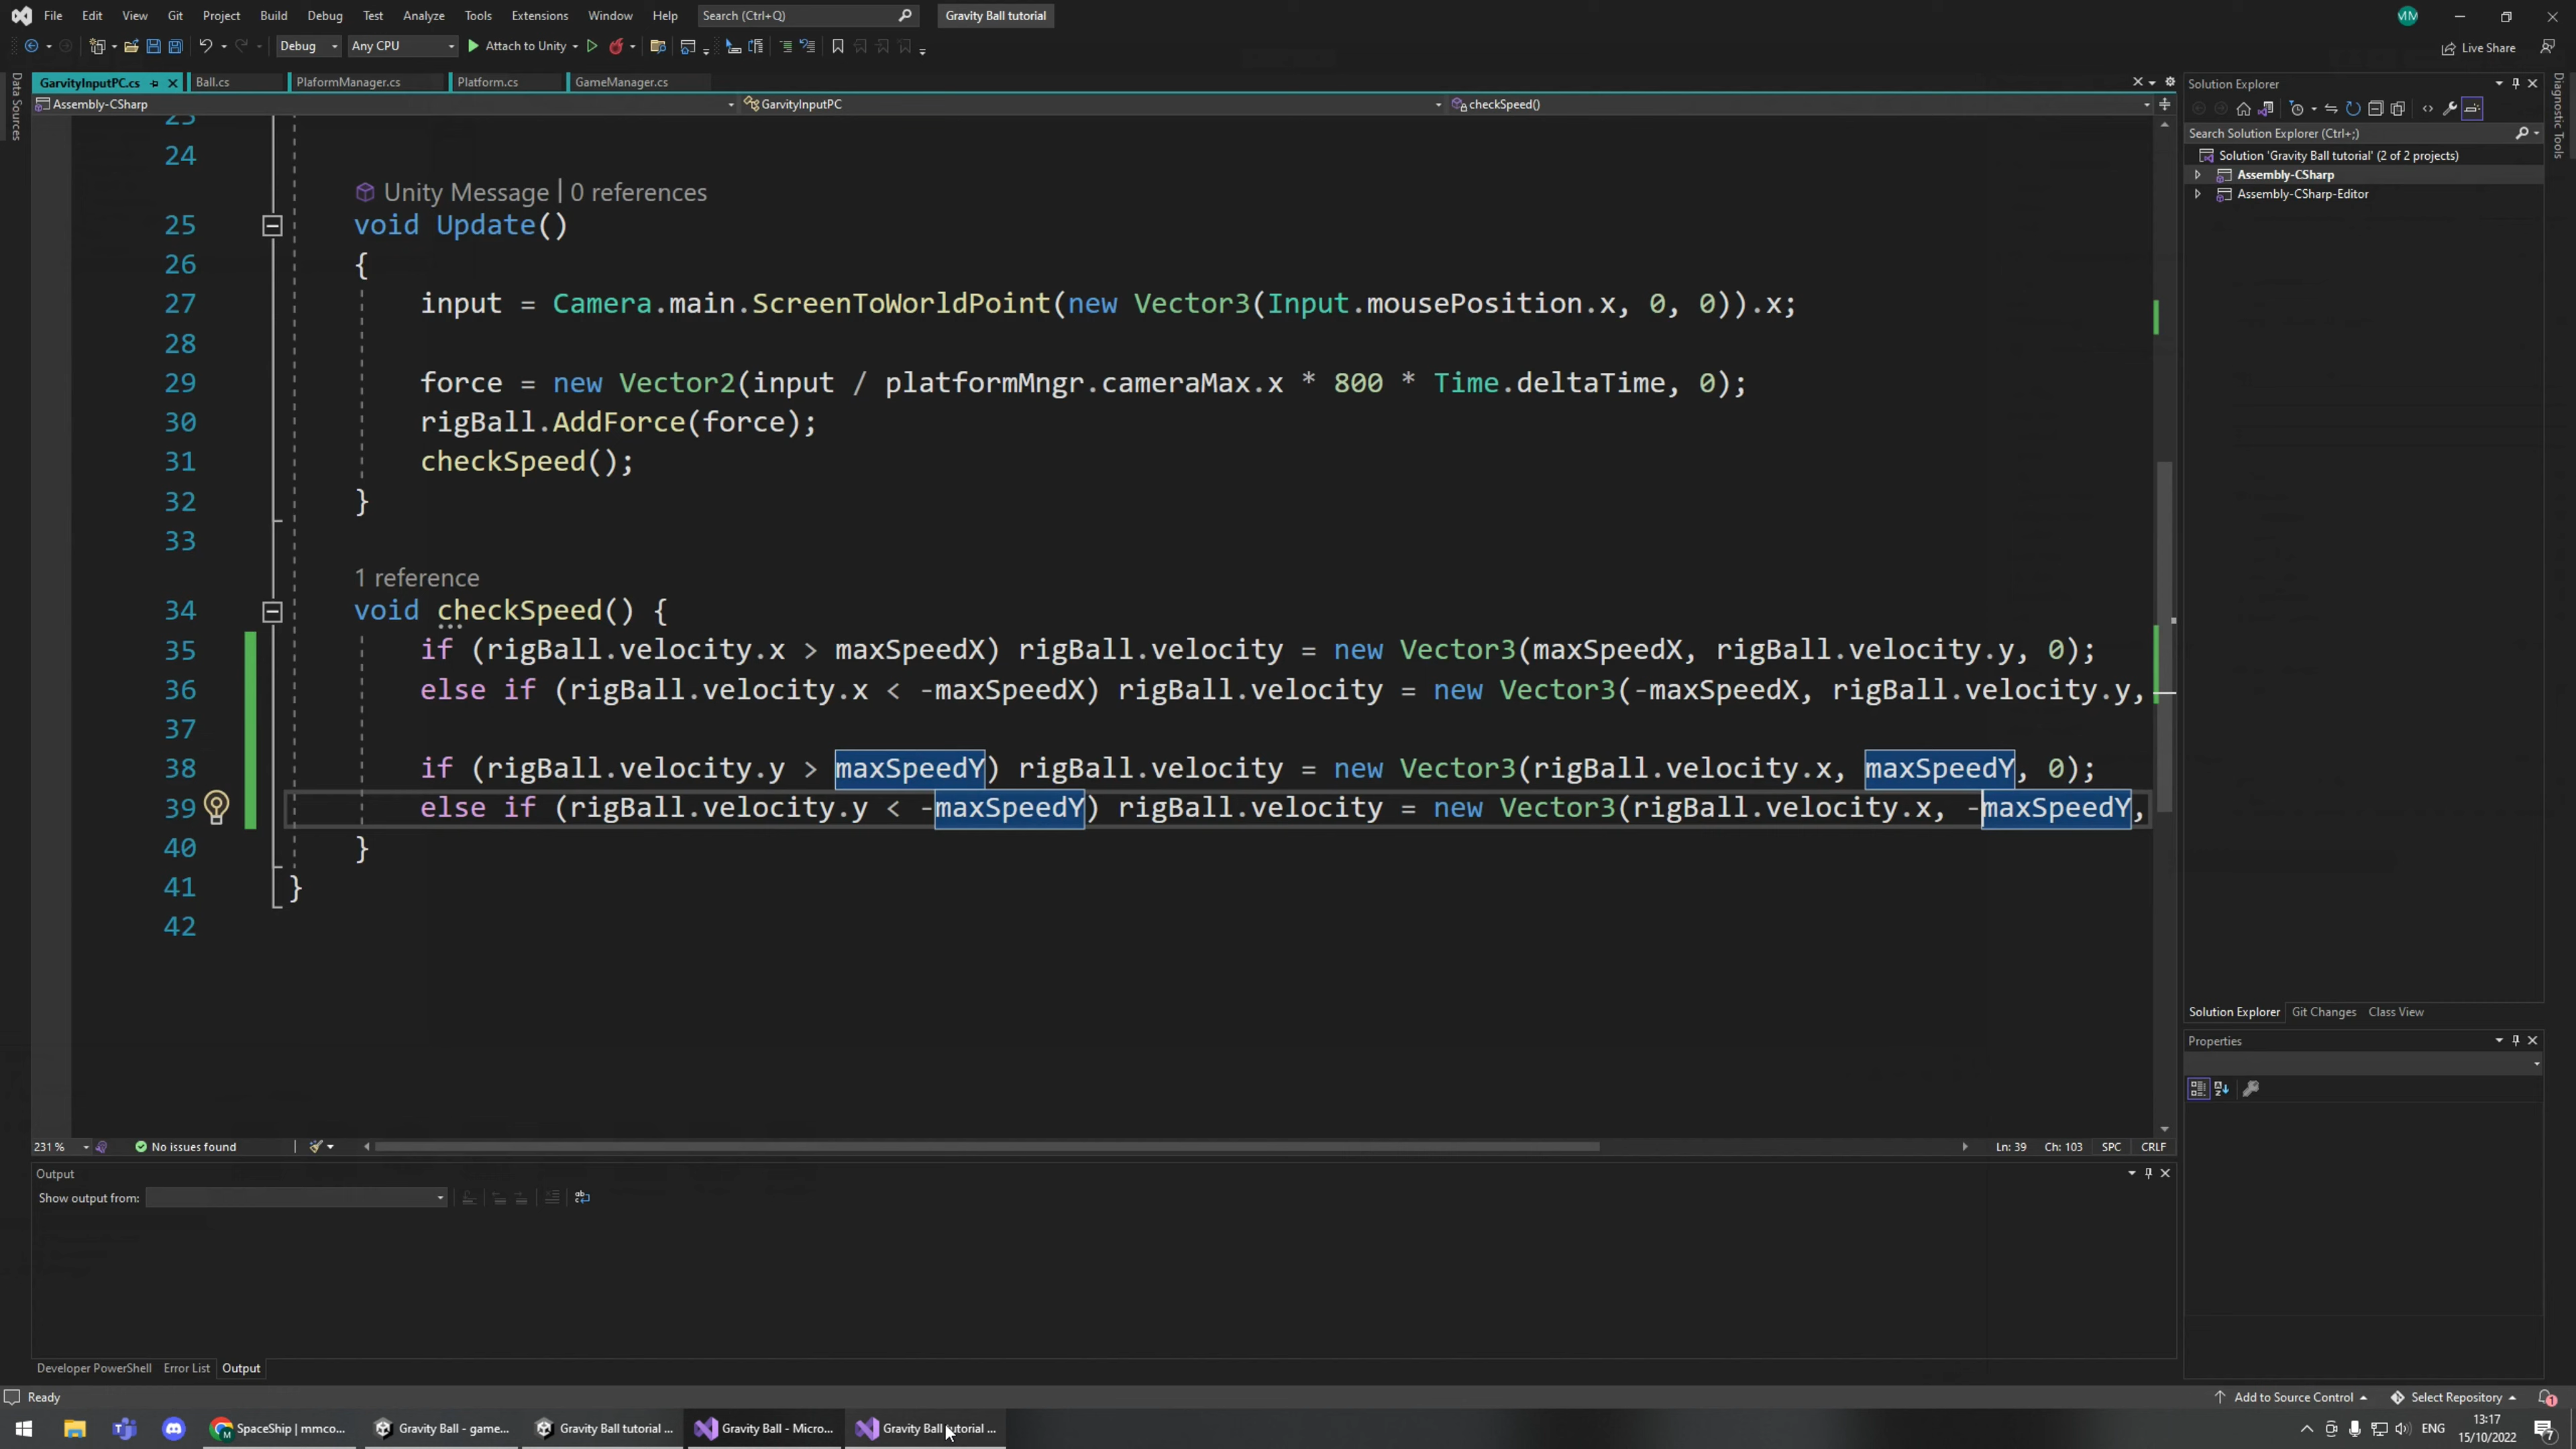 File Edit View Git Project Build Debug Test Analyze Tools Extensions Window Help Search (Ctrl+Q) Gravity Ball tutorial MM
Debug Any CPU Attach to Unity Live Share
GarvityInputPC.cs Ball.cs PlaformManager.cs Platform.cs GameManager.cs
Assembly-CSharp GarvityInputPC checkSpeed()
Data Sources
23
24
Unity Message | 0 references
25 void Update()
26 {
27 input = Camera.main.ScreenToWorldPoint(new Vector3(Input.mousePosition.x, 0, 0)).x;
28
29 force = new Vector2(input / platformMngr.cameraMax.x * 800 * Time.deltaTime, 0);
30 rigBall.AddForce(force);
31 checkSpeed();
32 }
33
1 reference
34 void checkSpeed() {
35 if (rigBall.velocity.x > maxSpeedX) rigBall.velocity = new Vector3(maxSpeedX, rigBall.velocity.y, 0);
36 else if (rigBall.velocity.x < -maxSpeedX) rigBall.velocity = new Vector3(-maxSpeedX, rigBall.velocity.y,
37
38 if (rigBall.velocity.y > maxSpeedY) rigBall.velocity = new Vector3(rigBall.velocity.x, maxSpeedY, 0);
39 else if (rigBall.velocity.y < -maxSpeedY) rigBall.velocity = new Vector3(rigBall.velocity.x, -maxSpeedY,
40 }
41 }
42
231 % No issues found Ln: 39 Ch: 103 SPC CRLF
Output
Show output from:
Developer PowerShell Error List Output
Solution Explorer
Search Solution Explorer (Ctrl+;)
Solution 'Gravity Ball tutorial' (2 of 2 projects)
Assembly-CSharp
Assembly-CSharp-Editor
Solution Explorer Git Changes Class View
Properties
Diagnostic Tools
Ready Add to Source Control Select Repository 1
SpaceShip | mmco... Gravity Ball - game... Gravity Ball tutorial ... Gravity Ball - Micro... Gravity Ball tutorial ... ENG 13:17
15/10/2022 7